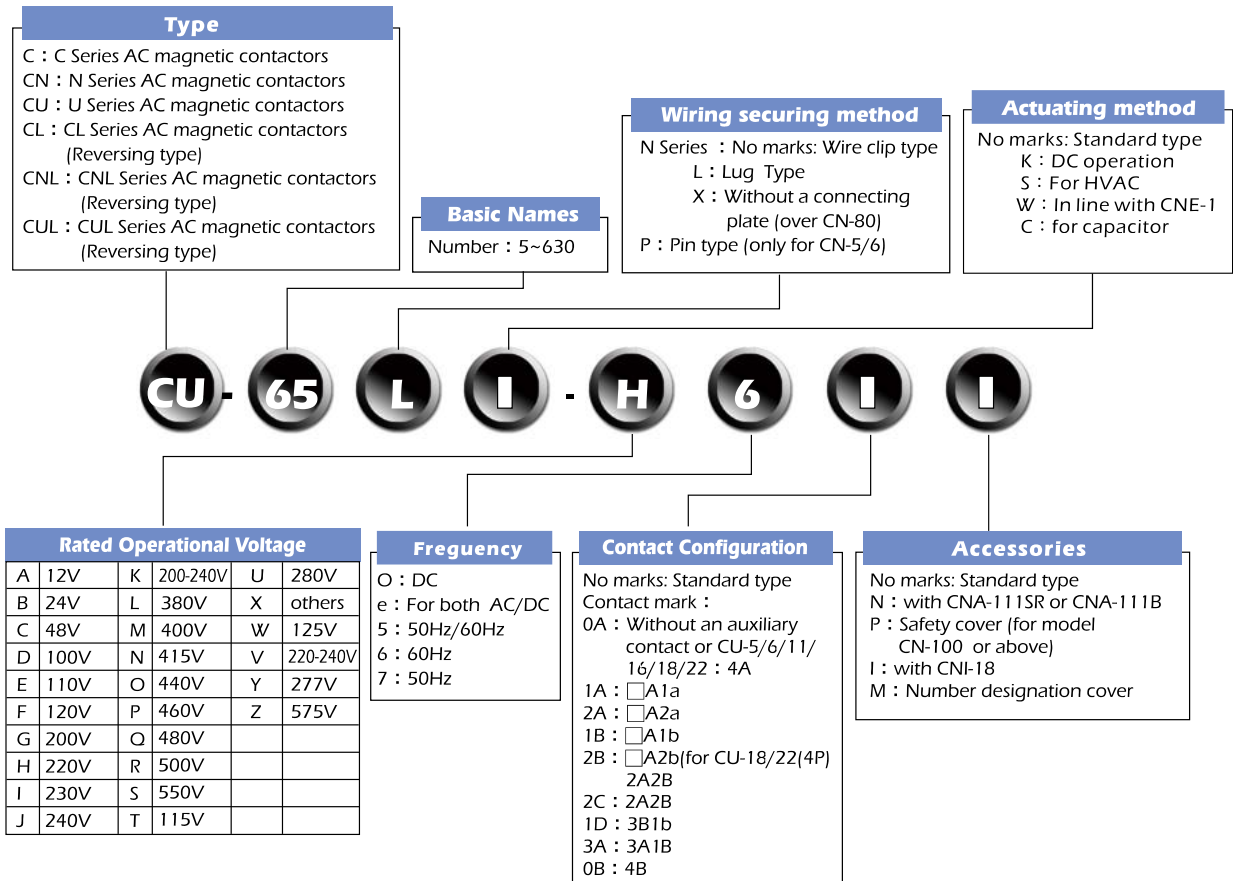 Type
C : C Series AC magnetic contactors
CN : N Series AC magnetic contactors
CU : U Series AC magnetic contactors
CL : CL Series AC magnetic contactors
(Reversing type)
CNL : CNL Series AC magnetic contactors
(Reversing type)
CUL : CUL Series AC magnetic contactors
(Reversing type)
Basic Names
Number : 5~630
Wiring securing method
N Series : No marks: Wire clip type
L : Lug Type
X : Without a connecting
plate (over CN-80)
P : Pin type (only for CN-5/6)
Actuating method
No marks: Standard type
K : DC operation
S : For HVAC
W : In line with CNE-1
C : for capacitor
CU - 65 L I - H 6 I I
Rated Operational Voltage
A 12V K 200-240V U 280V
B 24V L 380V X others
C 48V M 400V W 125V
D 100V N 415V V 220-240V
E 110V O 440V Y 277V
F 120V P 460V Z 575V
G 200V Q 480V
H 220V R 500V
I 230V S 550V
J 240V T 115V
Freguency
O : DC
e : For both AC/DC
5 : 50Hz/60Hz
6 : 60Hz
7 : 50Hz
Contact Configuration
No marks: Standard type
Contact mark :
0A : Without an auxiliary
contact or CU-5/6/11/
16/18/22 : 4A
1A : □A1a
2A : □A2a
1B : □A1b
2B : □A2b(for CU-18/22(4P)
2A2B
2C : 2A2B
1D : 3B1b
3A : 3A1B
0B : 4B
Accessories
No marks: Standard type
N : with CNA-111SR or CNA-111B
P : Safety cover (for model
CN-100 or above)
I : with CNI-18
M : Number designation cover